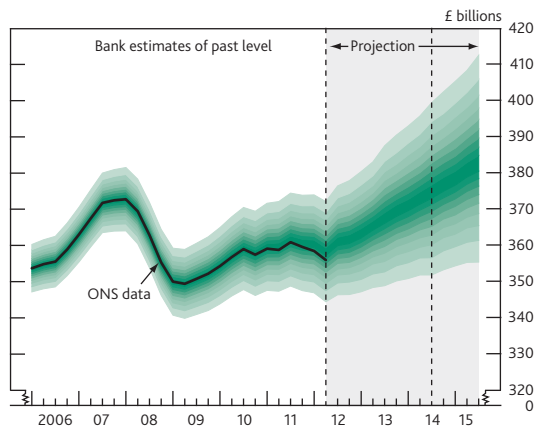 £ billions
Bank estimates of past level
Projection
ONS data
420
410
400
390
380
370
360
350
340
330
320
0
2006 07 08 09 10 11 12 13 14 15